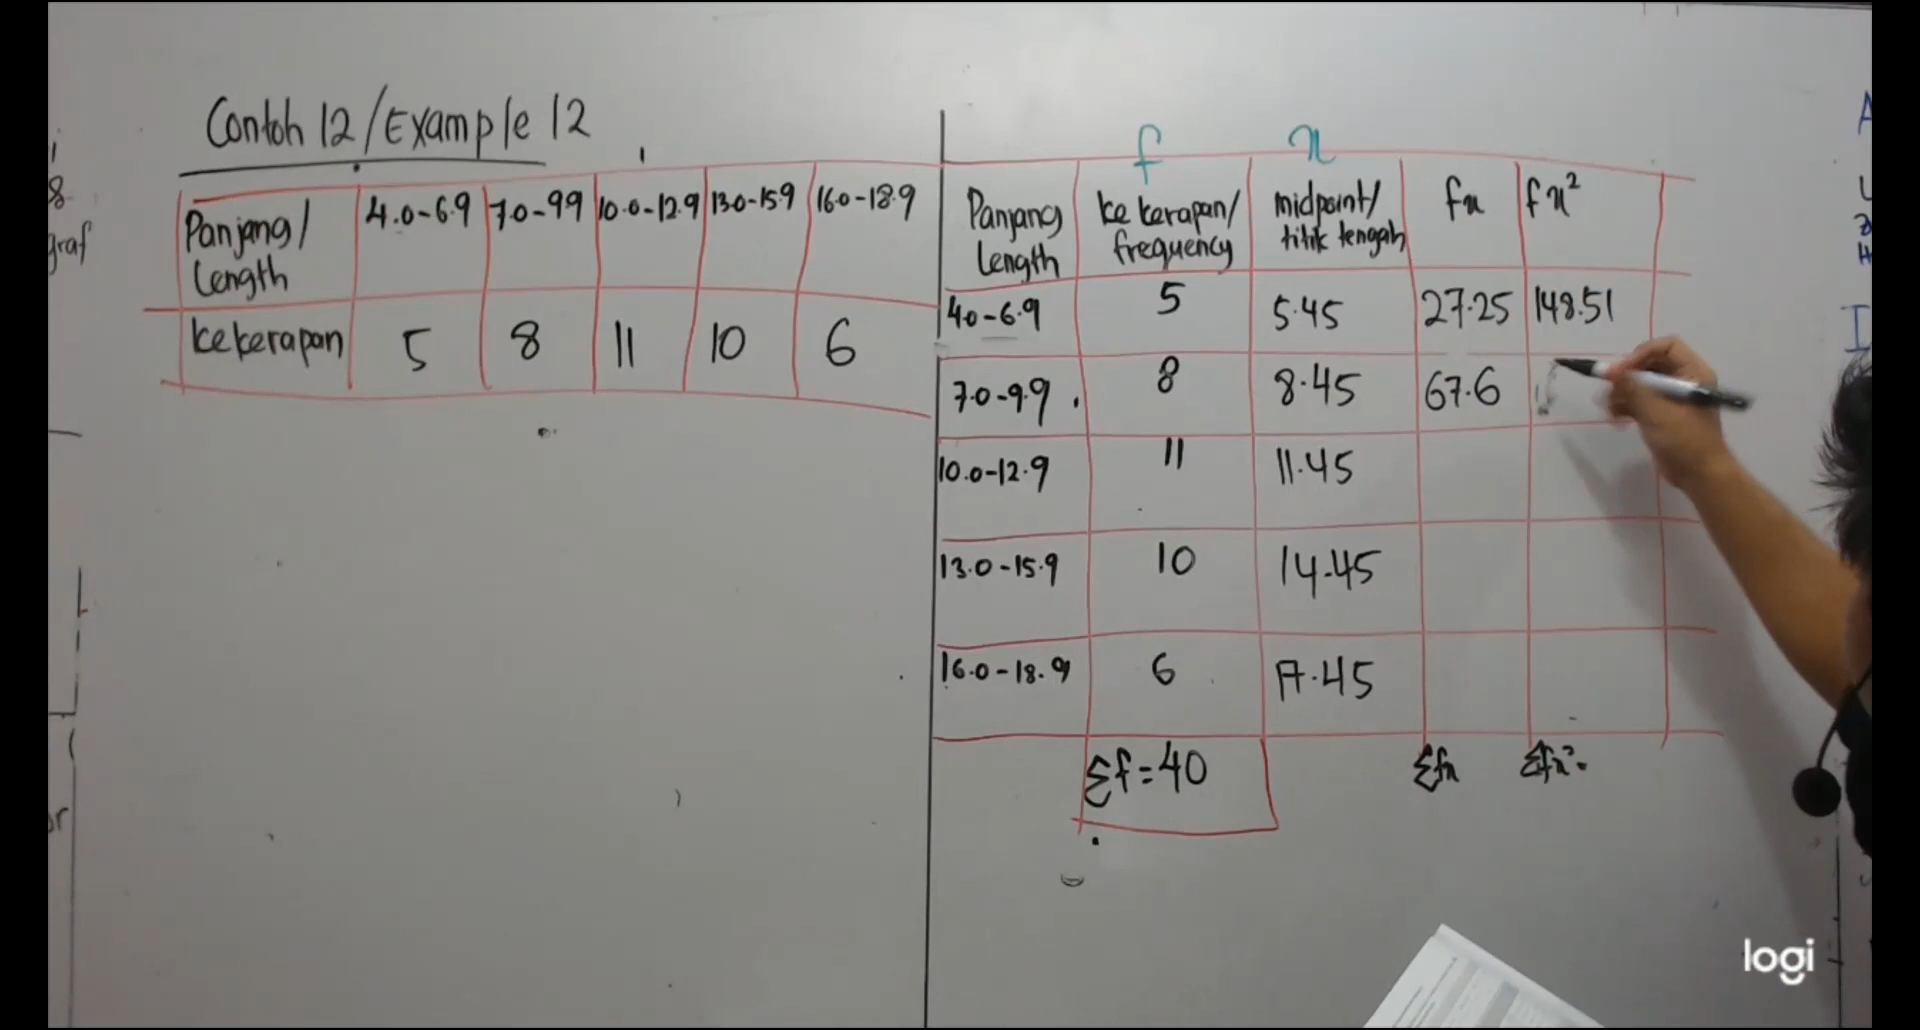 Contoh 12/Example 12
Panjang/ 4.0-6.9 7.0-99 10.0-12.9 13.0-15.9 16.0-18.9
Length
kekerapan 5 8 11 10 6
graf
f x
Panjang kekerapan/ midpoint/ fx fx²
Length frequency titik tengah
4.0-6.9 5 5.45 27.25 148.51
7.0-9.9 8 8.45 67.6
10.0-12.9 11 11.45
13.0-15.9 10 14.45
16.0-18.9 6 17.45
Σf=40 Σfx Σfx²
logi